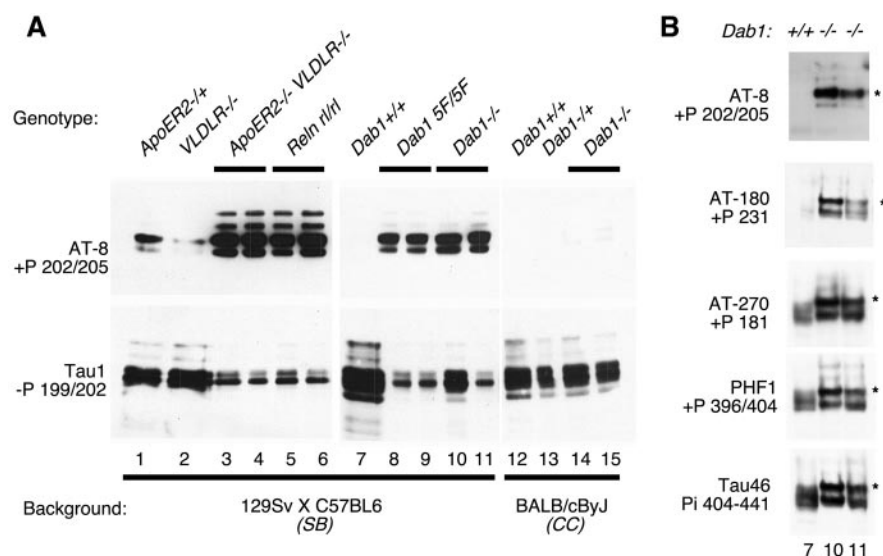 A
Genotype:
ApoER2-/+
VLDLR-/-
ApoER2-/- VLDLR-/-
Reln rl/rl
Dab1+/+
Dab1 5F/5F
Dab1-/-
Dab1+/+
Dab1-/+
Dab1-/-
AT-8
+P 202/205
Tau1
-P 199/202
1 2 3 4 5 6 7 8 9 10 11 12 13 14 15
Background:
129Sv X C57BL6
(SB)
BALB/cByJ
(CC)
B
Dab1: +/+ -/- -/-
AT-8
+P 202/205
*
AT-180
+P 231
*
AT-270
+P 181
*
PHF1
+P 396/404
*
Tau46
Pi 404-441
*
7 10 11